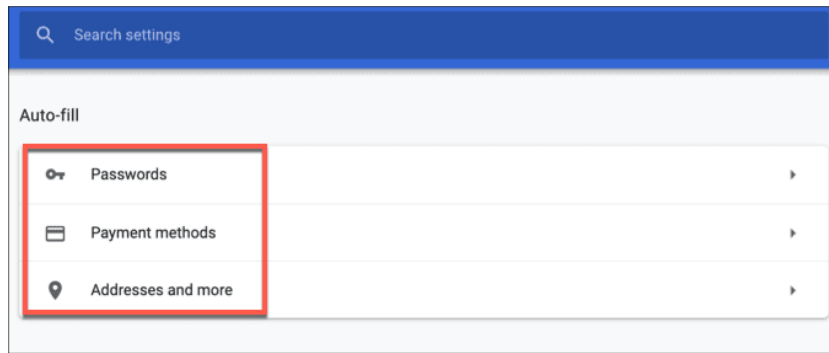 Search settings
Auto-fill
Passwords
Payment methods
Addresses and more